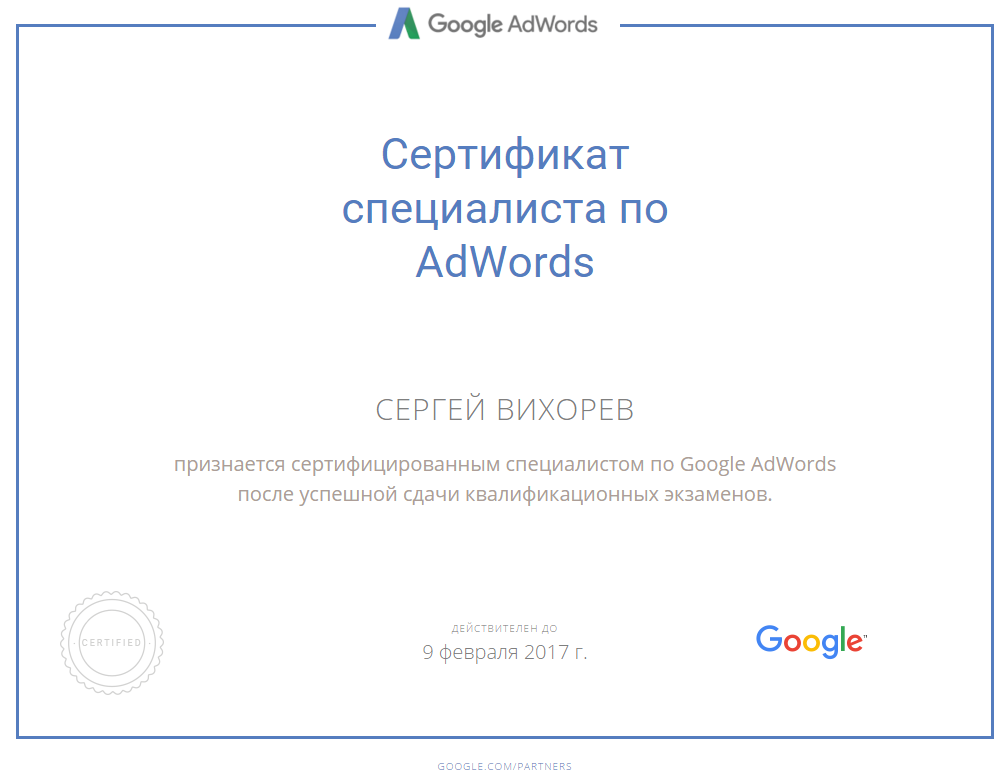 Google AdWords
Сертификат
специалиста по
AdWords
СЕРГЕЙ ВИХОРЕВ
признается сертифицированным специалистом по Google AdWords
после успешной сдачи квалификационных экзаменов.
· CERTIFIED ·
ДЕЙСТВИТЕЛЕН ДО
9 февраля 2017 г.
Google™
GOOGLE.COM/PARTNERS